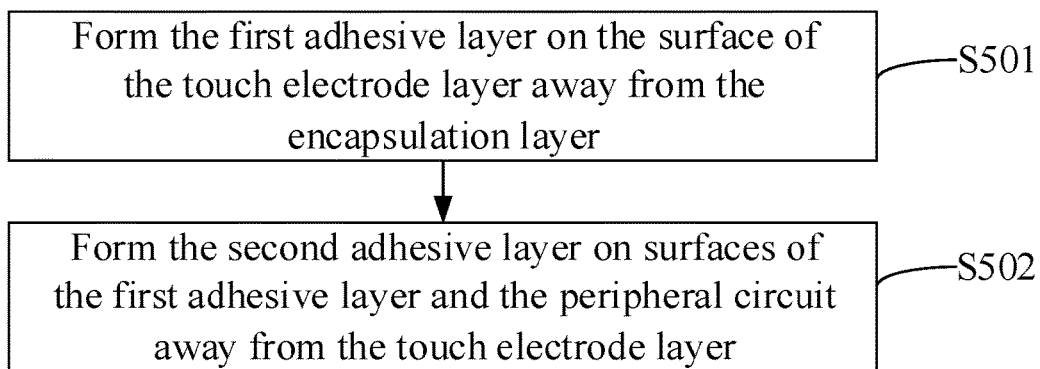 Form the first adhesive layer on the surface of
the touch electrode layer away from the
encapsulation layer
S501
Form the second adhesive layer on surfaces of
the first adhesive layer and the peripheral circuit
away from the touch electrode layer
S502